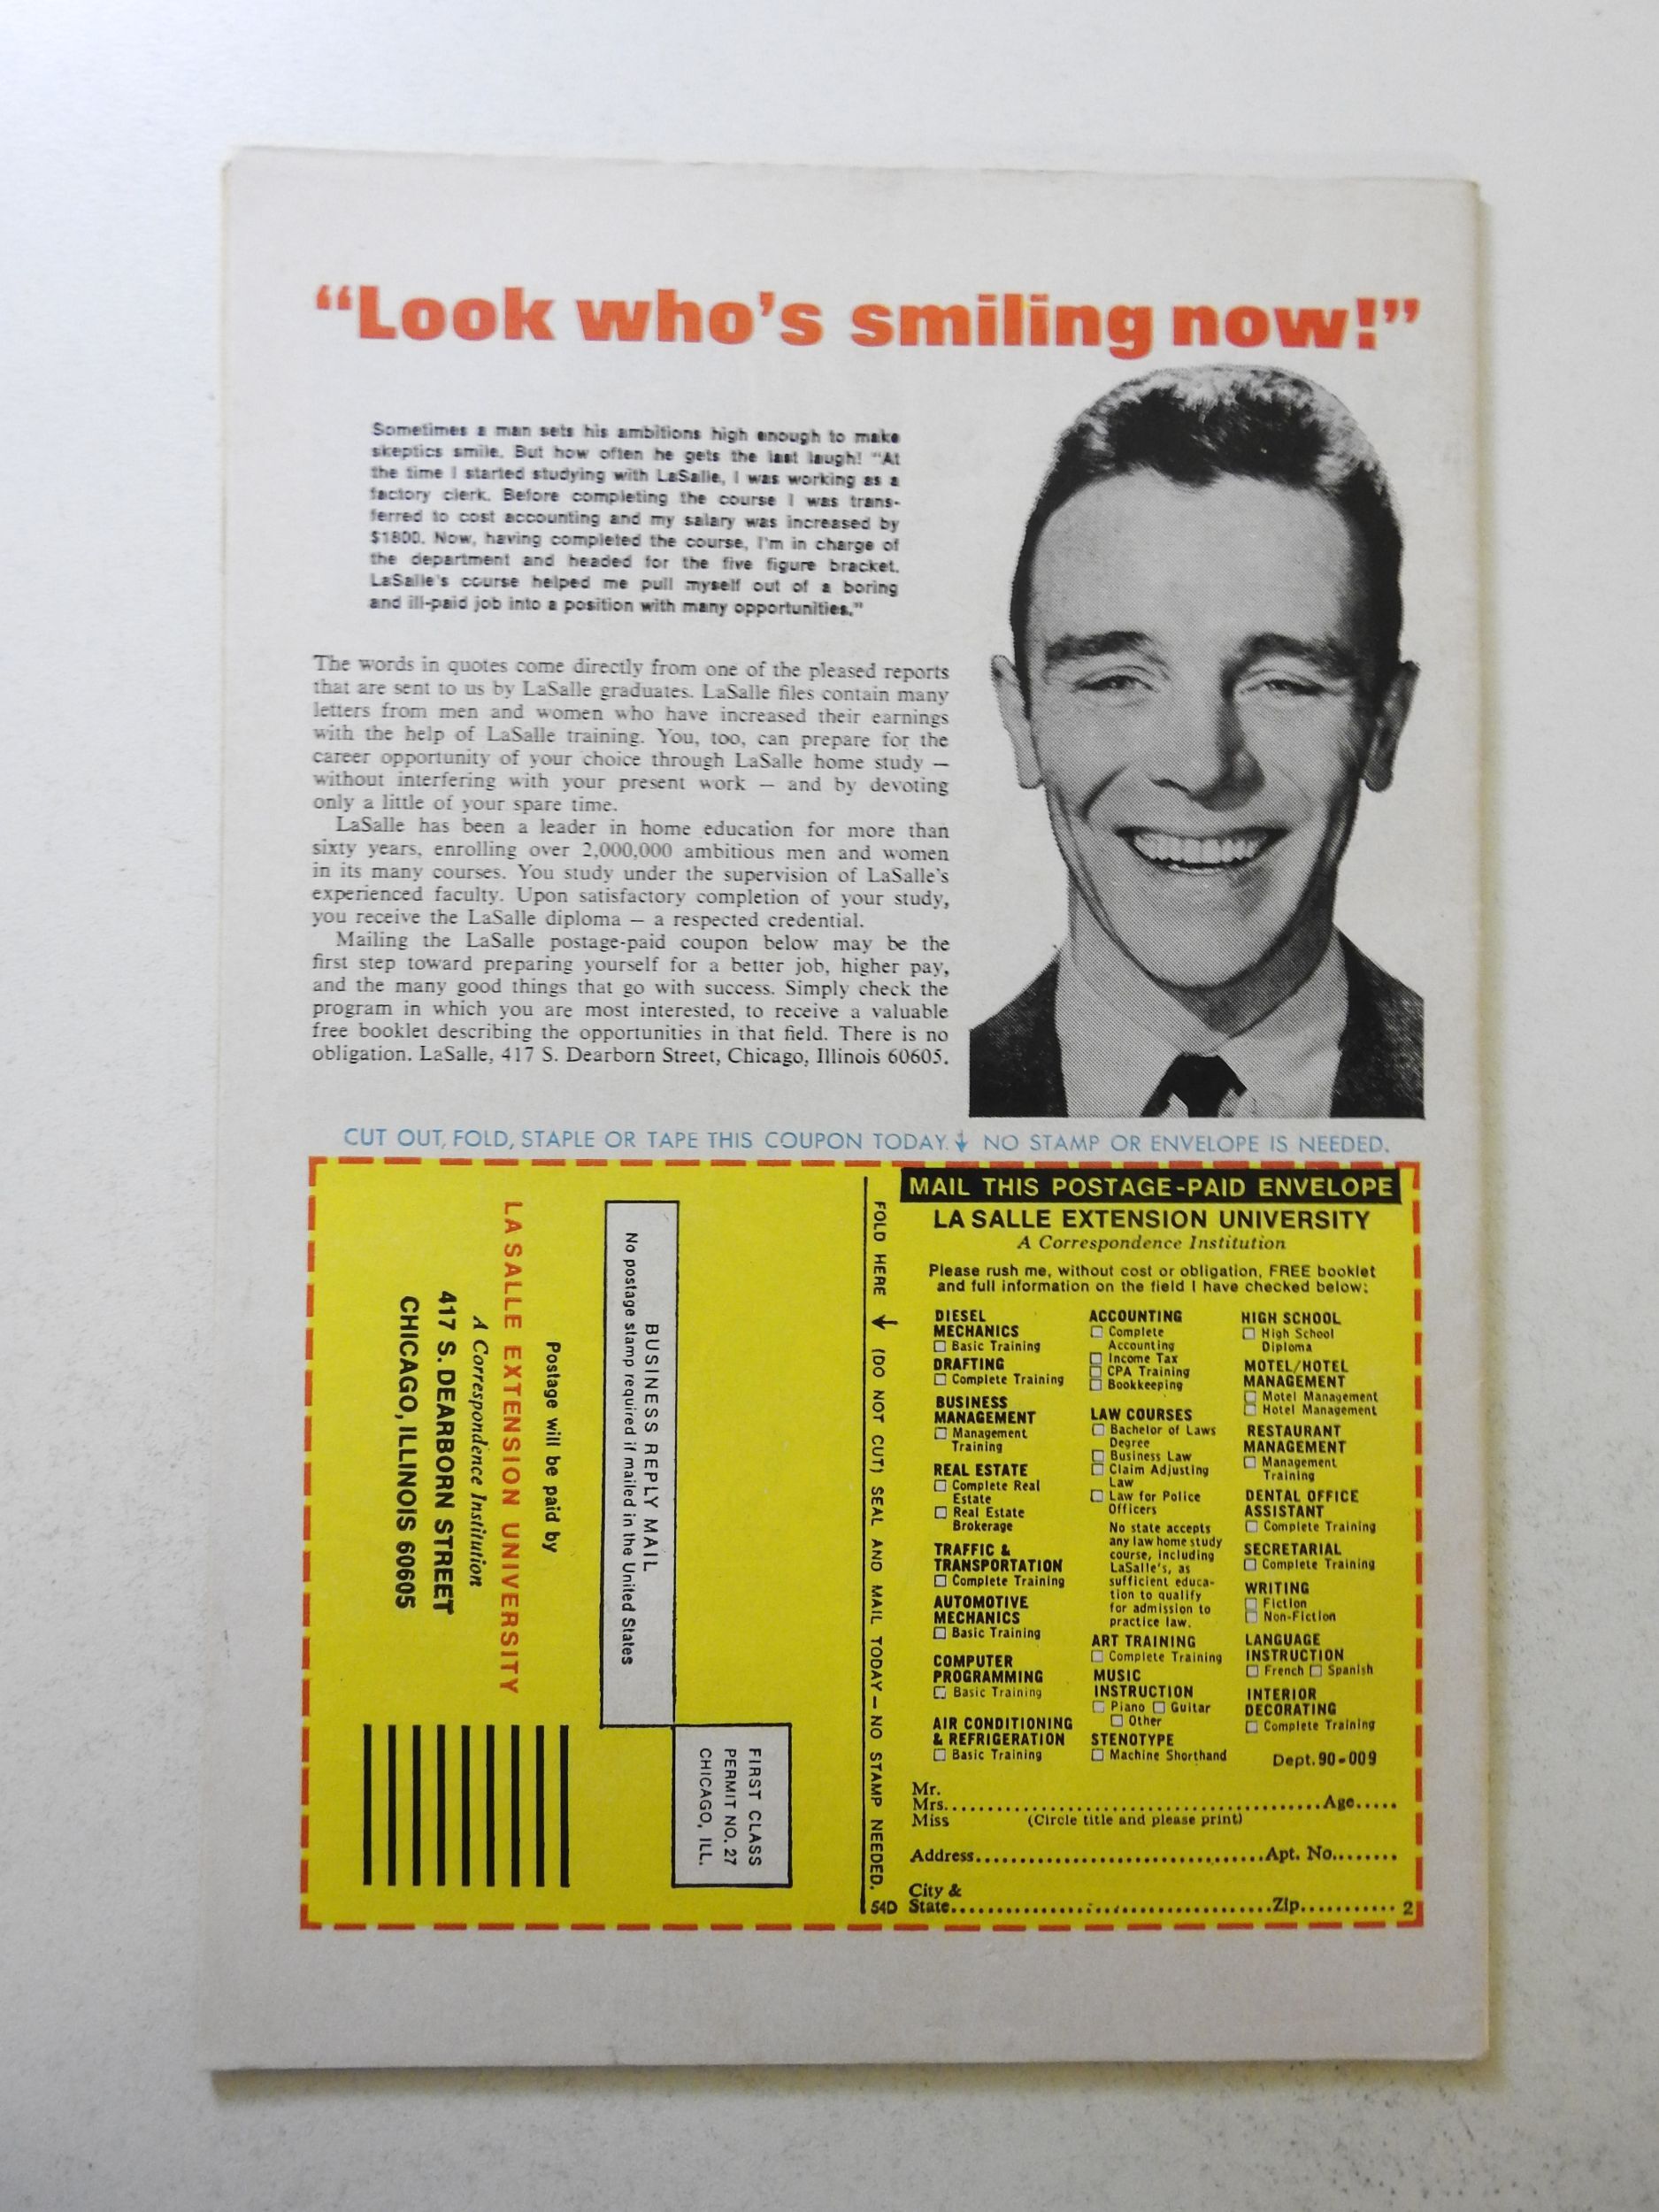 “Look who’s smiling now!”
Sometimes a man sets his ambitions high enough to make
skeptics smile. But how often he gets the last laugh! “At
the time I started studying with LaSalle, I was working as a
factory clerk. Before completing the course I was trans-
ferred to cost accounting and my salary was increased by
$1800. Now, having completed the course, I’m in charge of
the department and headed for the five figure bracket.
LaSalle’s course helped me pull myself out of a boring
and ill-paid job into a position with many opportunities.”
The words in quotes come directly from one of the pleased reports
that are sent to us by LaSalle graduates. LaSalle files contain many
letters from men and women who have increased their earnings
with the help of LaSalle training. You, too, can prepare for the
career opportunity of your choice through LaSalle home study —
without interfering with your present work — and by devoting
only a little of your spare time.
LaSalle has been a leader in home education for more than
sixty years, enrolling over 2,000,000 ambitious men and women
in its many courses. You study under the supervision of LaSalle’s
experienced faculty. Upon satisfactory completion of your study,
you receive the LaSalle diploma — a respected credential.
Mailing the LaSalle postage-paid coupon below may be the
first step toward preparing yourself for a better job, higher pay,
and the many good things that go with success. Simply check the
program in which you are most interested, to receive a valuable
free booklet describing the opportunities in that field. There is no
obligation. LaSalle, 417 S. Dearborn Street, Chicago, Illinois 60605.
CUT OUT, FOLD, STAPLE OR TAPE THIS COUPON TODAY. ↓ NO STAMP OR ENVELOPE IS NEEDED.
FIRST CLASS
PERMIT NO. 27
CHICAGO, ILL.
BUSINESS REPLY MAIL
No postage stamp required if mailed in the United States
Postage will be paid by
LA SALLE EXTENSION UNIVERSITY
A Correspondence Institution
417 S. DEARBORN STREET
CHICAGO, ILLINOIS 60605
FOLD HERE ↓ (DO NOT CUT) SEAL AND MAIL TODAY — NO STAMP NEEDED.
54D
MAIL THIS POSTAGE-PAID ENVELOPE
LA SALLE EXTENSION UNIVERSITY
A Correspondence Institution
Please rush me, without cost or obligation, FREE booklet
and full information on the field I have checked below:
DIESEL
MECHANICS
☐ Basic Training
DRAFTING
☐ Complete Training
BUSINESS
MANAGEMENT
☐ Management
Training
REAL ESTATE
☐ Complete Real
Estate
☐ Real Estate
Brokerage
TRAFFIC &
TRANSPORTATION
☐ Complete Training
AUTOMOTIVE
MECHANICS
☐ Basic Training
COMPUTER
PROGRAMMING
☐ Basic Training
AIR CONDITIONING
& REFRIGERATION
☐ Basic Training
ACCOUNTING
☐ Complete
Accounting
☐ Income Tax
☐ CPA Training
☐ Bookkeeping
LAW COURSES
☐ Bachelor of Laws
Degree
☐ Business Law
☐ Claim Adjusting
Law
☐ Law for Police
Officers
No state accepts
any law home study
course, including
LaSalle’s, as
sufficient educa-
tion to qualify
for admission to
practice law.
ART TRAINING
☐ Complete Training
MUSIC
INSTRUCTION
☐ Piano ☐ Guitar
☐ Other
STENOTYPE
☐ Machine Shorthand
HIGH SCHOOL
☐ High School
Diploma
MOTEL/HOTEL
MANAGEMENT
☐ Motel Management
☐ Hotel Management
RESTAURANT
MANAGEMENT
☐ Management
Training
DENTAL OFFICE
ASSISTANT
☐ Complete Training
SECRETARIAL
☐ Complete Training
WRITING
☐ Fiction
☐ Non-Fiction
LANGUAGE
INSTRUCTION
☐ French ☐ Spanish
INTERIOR
DECORATING
☐ Complete Training
Dept. 90-009
Mr.
Mrs. Age
Miss (Circle title and please print)
Address Apt. No.
City &
State Zip 2